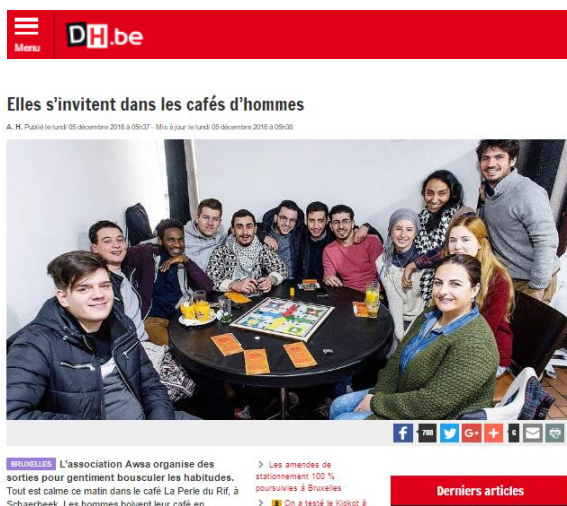 Menu
DH.be
Elles s'invitent dans les cafés d'hommes
A. H. Publié le lundi 05 décembre 2016 à 05h37 - Mis à jour le lundi 05 décembre 2016 à 05h38
788
6
BRUXELLES L'association Awsa organise des
sorties pour gentiment bousculer les habitudes.
Tout est calme ce matin dans le café La Perle du Rif, à
Schaerbeek. Les hommes boivent leur café en
Les amendes de
stationnement 100 %
poursuivies à Bruxelles
On a testé le Kickot à
Derniers articles